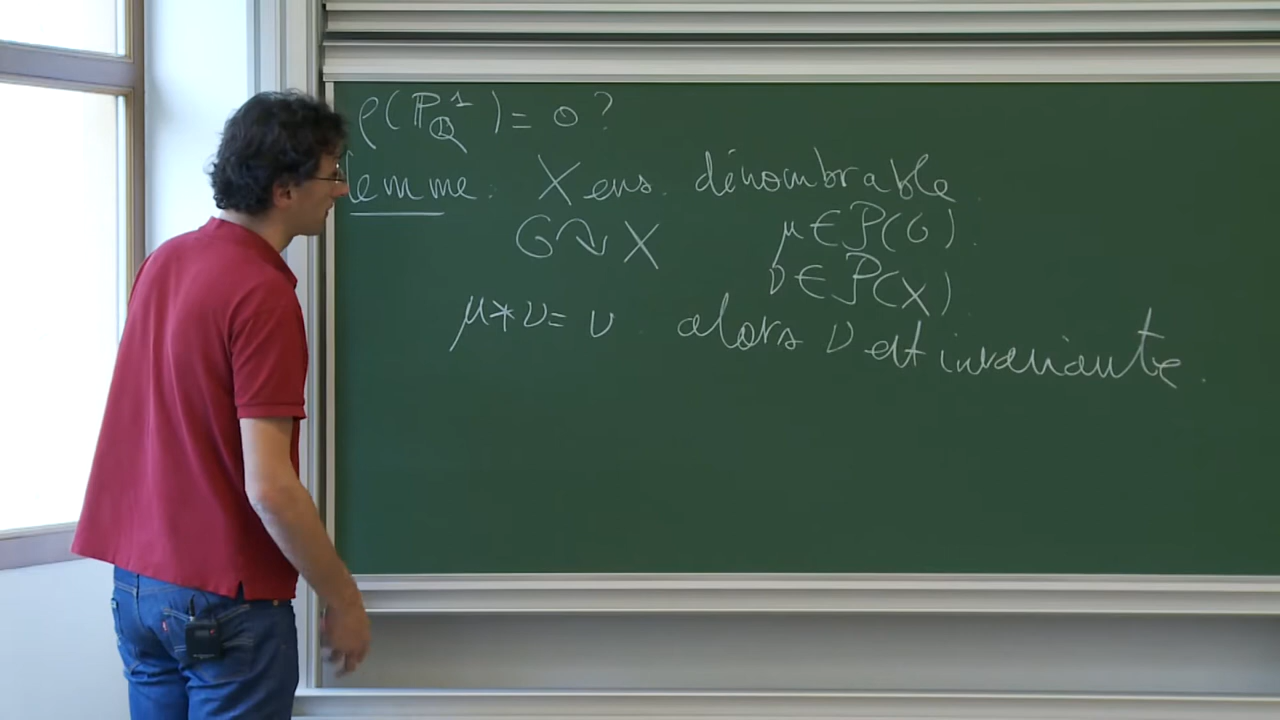 ρ(ℙ¹_ℚ) = 0 ?
lemme : X ens. dénombrable.
G ↷ X μ ∈ 𝒫(G).
ν ∈ 𝒫(X).
μ * ν = ν. alors ν est invariante.